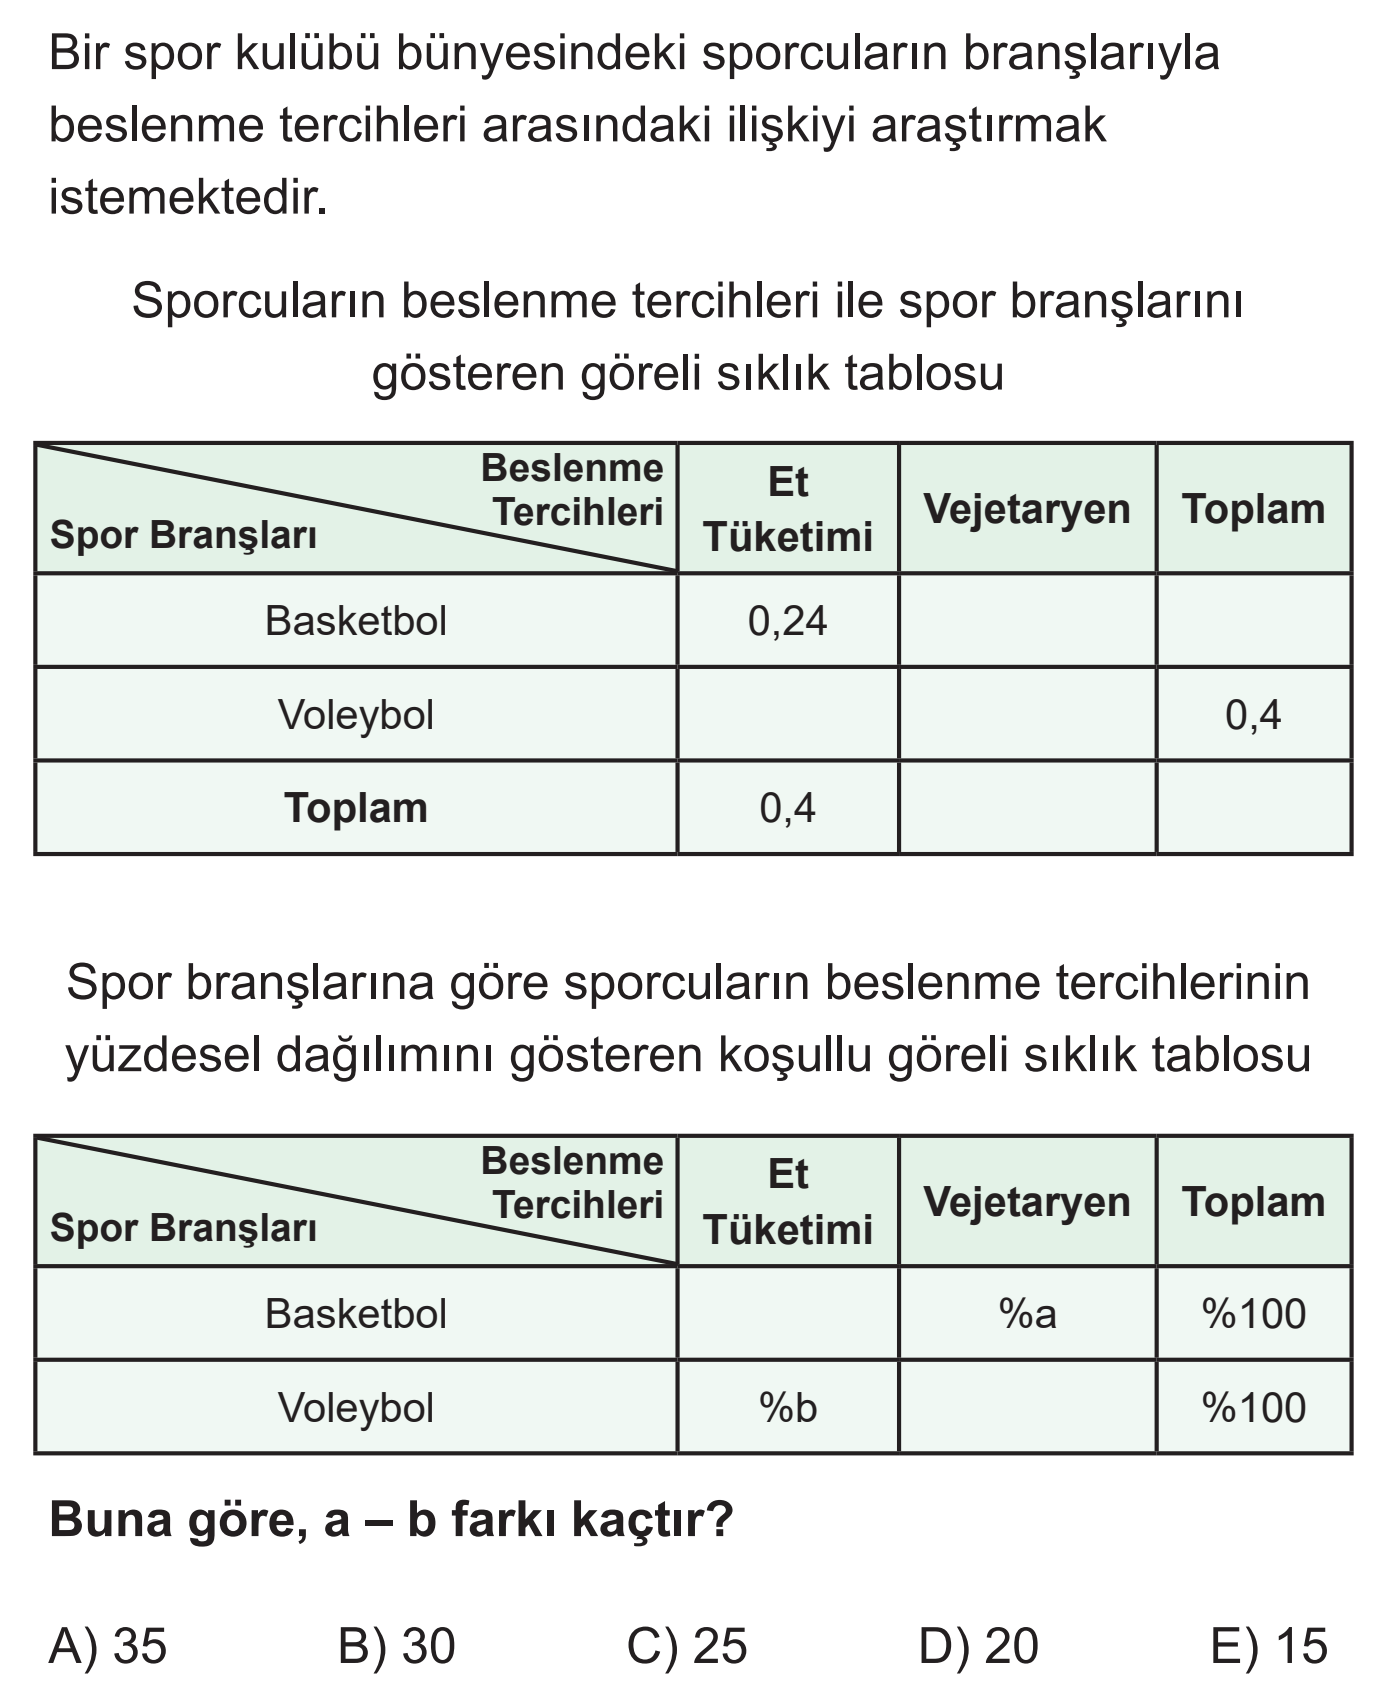 Bir spor kulübü bünyesindeki sporcuların branşlarıyla
beslenme tercihleri arasındaki ilişkiyi araştırmak
istemektedir.
Sporcuların beslenme tercihleri ile spor branşlarını
gösteren göreli sıklık tablosu
Beslenme
Tercihleri
Spor Branşları
Et
Tüketimi
Vejetaryen
Toplam
Basketbol 0,24
Voleybol 0,4
Toplam 0,4
Spor branşlarına göre sporcuların beslenme tercihlerinin
yüzdesel dağılımını gösteren koşullu göreli sıklık tablosu
Beslenme
Tercihleri
Spor Branşları
Et
Tüketimi
Vejetaryen
Toplam
Basketbol %a %100
Voleybol %b %100
Buna göre, a – b farkı kaçtır?
A) 35 B) 30 C) 25 D) 20 E) 15